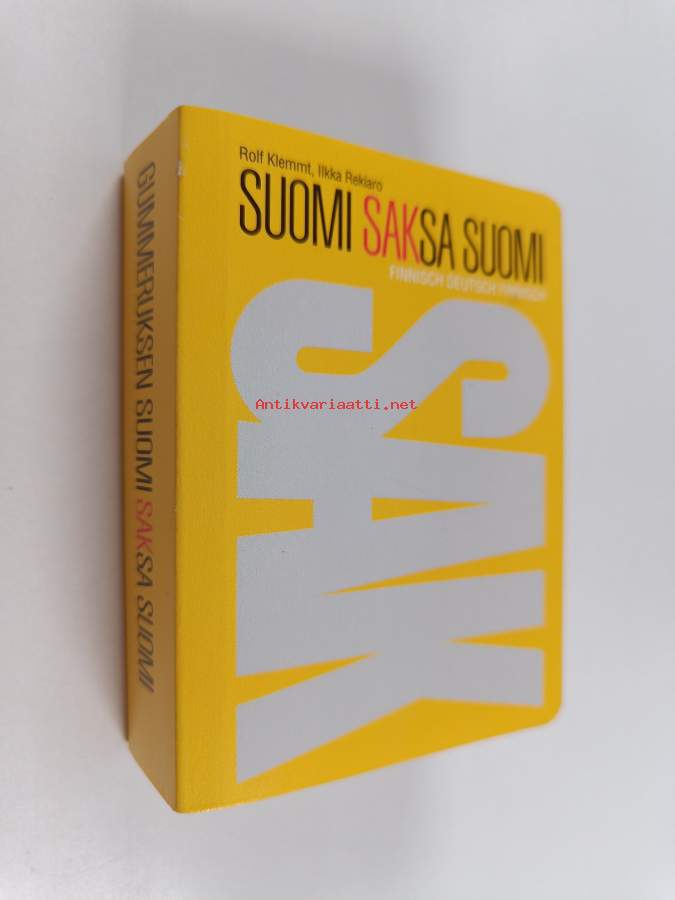 Rolf Klemmt, Ilkka Rekiaro
SUOMI SAKSA SUOMI
FINNISCH DEUTSCH FINNISCH
SAK
Antikvariaatti.net
GUMMERUKSEN SUOMI SAKSA SUOMI